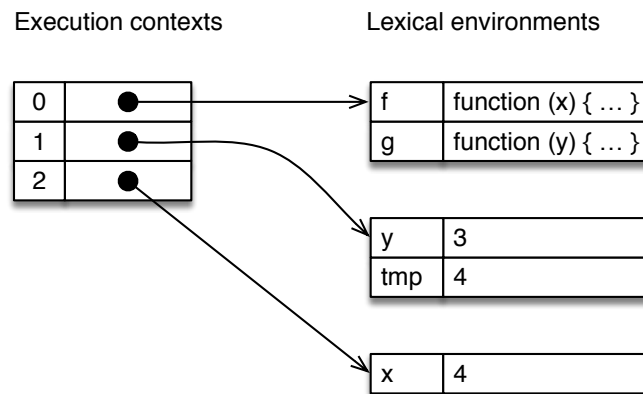 Execution contexts
Lexical environments
0
1
2
f function (x) { … }
g function (y) { … }
y 3
tmp 4
x 4